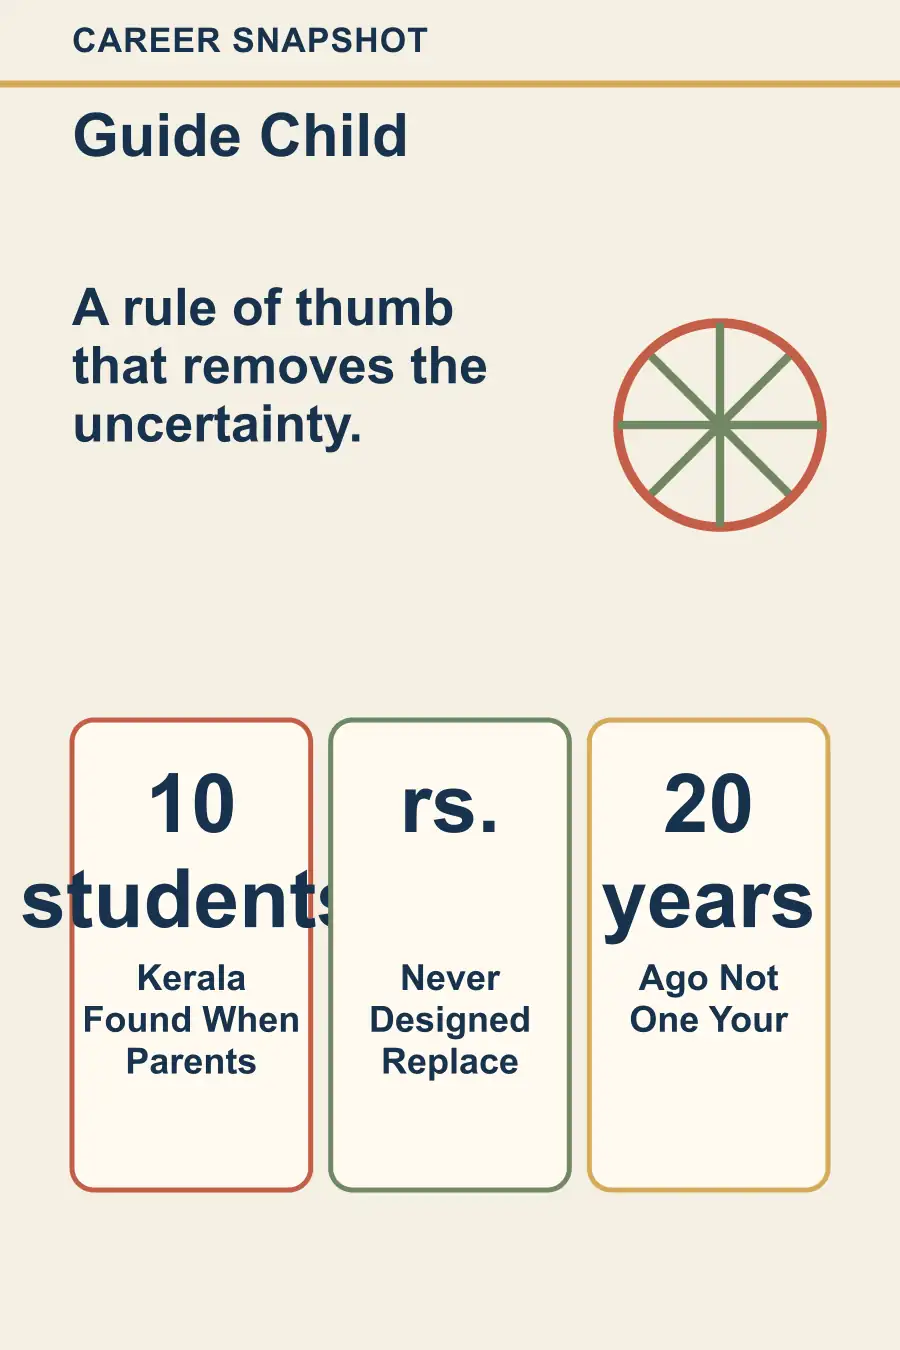 CAREER SNAPSHOT
Guide Child
A rule of thumb
that removes the
uncertainty.
10
students
Kerala
Found When
Parents
rs.
Never
Designed
Replace
20
years
Ago Not
One Your